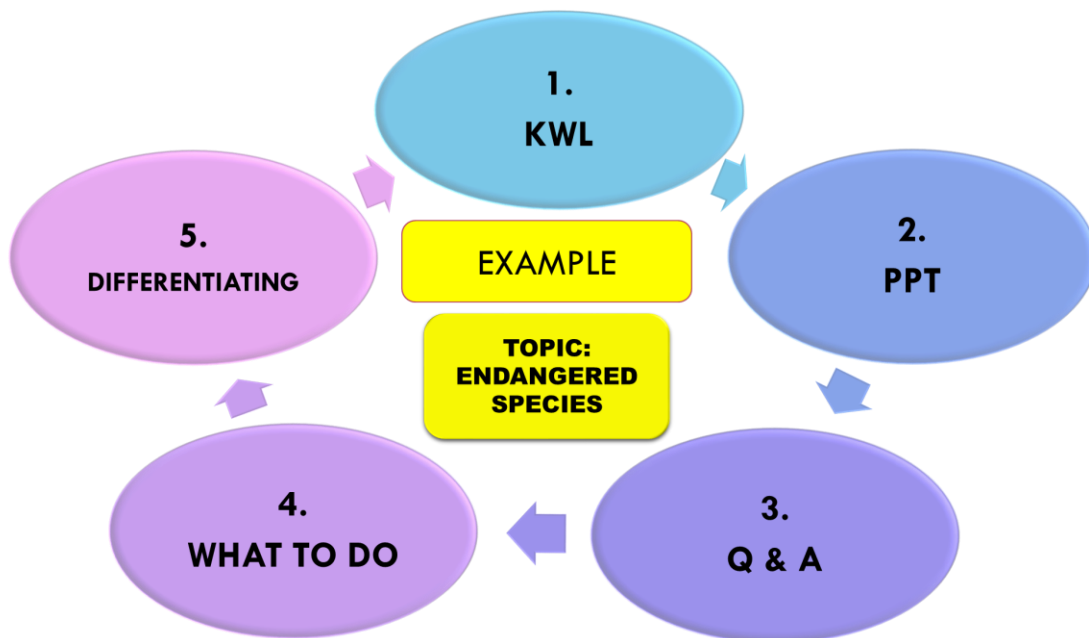 1.
KWL
2.
PPT
3.
Q & A
4.
WHAT TO DO
5.
DIFFERENTIATING
EXAMPLE
TOPIC:
ENDANGERED
SPECIES